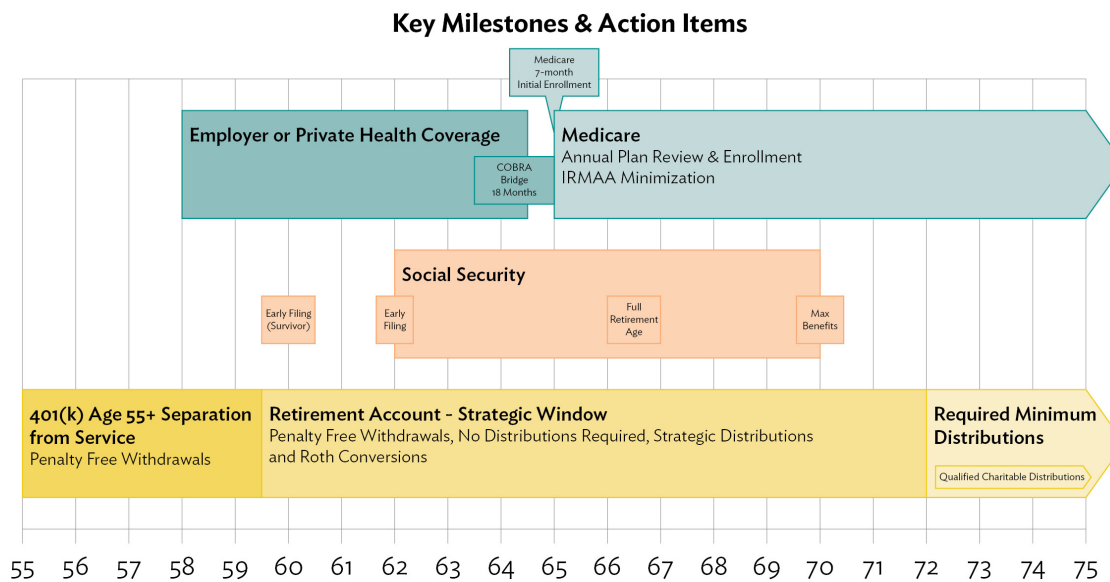 Key Milestones & Action Items
Medicare
7-month
Initial Enrollment
Employer or Private Health Coverage
COBRA
Bridge
18 Months
Medicare
Annual Plan Review & Enrollment
IRMAA Minimization
Social Security
Early Filing
(Survivor)
Early
Filing
Full
Retirement
Age
Max
Benefits
401(k) Age 55+ Separation
from Service
Penalty Free Withdrawals
Retirement Account - Strategic Window
Penalty Free Withdrawals, No Distributions Required, Strategic Distributions
and Roth Conversions
Required Minimum
Distributions
Qualified Charitable Distributions
55 56 57 58 59 60 61 62 63 64 65 66 67 68 69 70 71 72 73 74 75